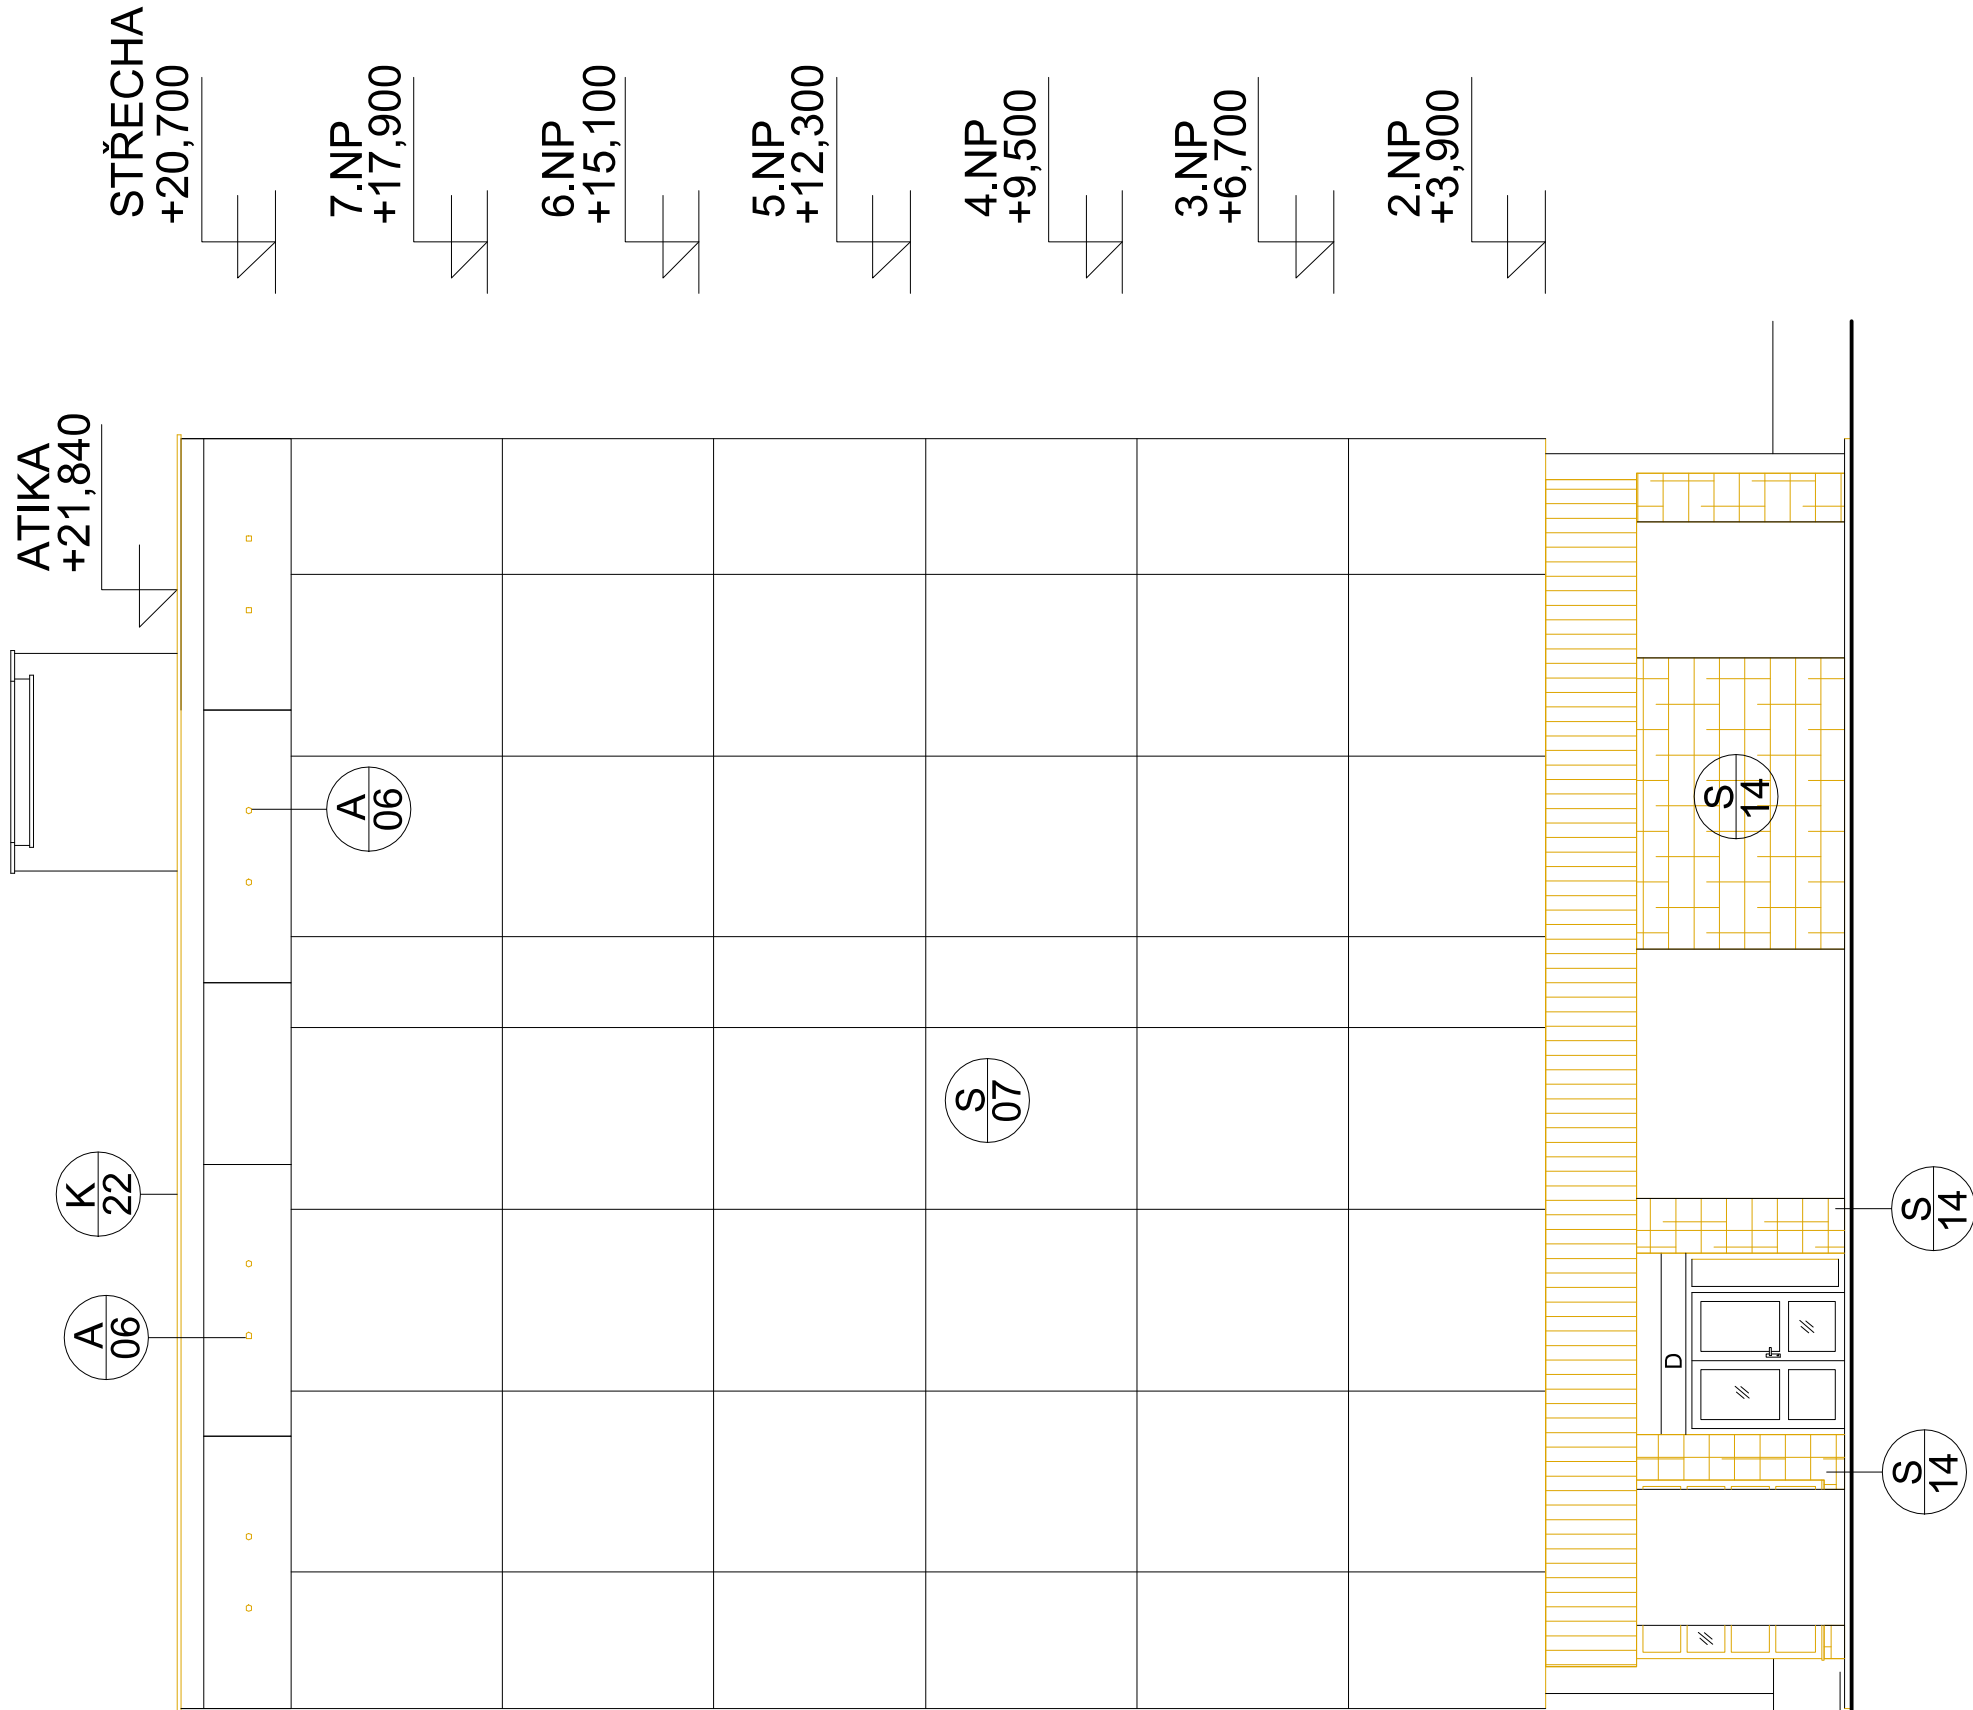 STŘECHA
+20,700
7.NP
+17,900
6.NP
+15,100
5.NP
+12,300
4.NP
+9,500
3.NP
+6,700
2.NP
+3,900
ATIKA
+21,840
A
06
S
14
S
07
K
22
A
06
S
14
D
S
14